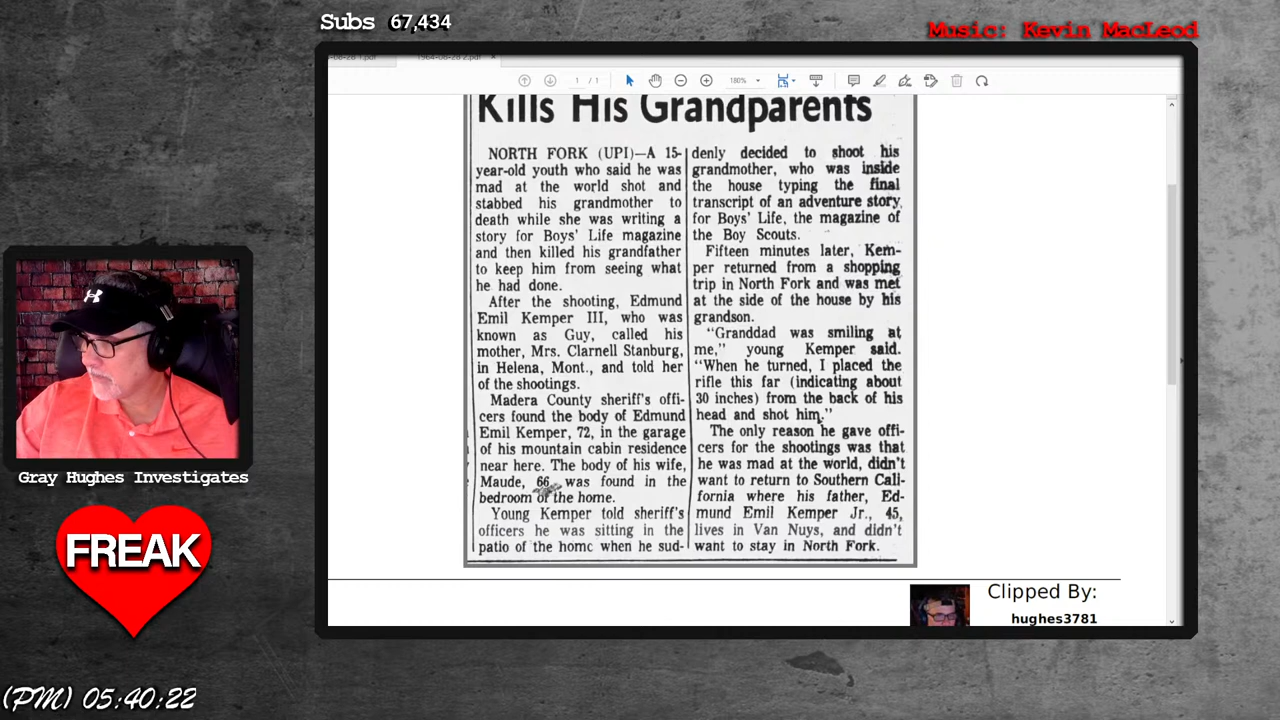 Subs 67,434
Music: Kevin MacLeod
1964-08-28 2.pdf
180%
1 / 1
Kills His Grandparents
NORTH FORK (UPI)—A 15-
year-old youth who said he was
mad at the world shot and
stabbed his grandmother to
death while she was writing a
story for Boys' Life magazine
and then killed his grandfather
to keep him from seeing what
he had done.
After the shooting, Edmund
Emil Kemper III, who was
known as Guy, called his
mother, Mrs. Clarnell Stanburg,
in Helena, Mont., and told her
of the shootings.
Madera County sheriff's offi-
cers found the body of Edmund
Emil Kemper, 72, in the garage
of his mountain cabin residence
near here. The body of his wife,
Maude, 66, was found in the
bedroom of the home.
Young Kemper told sheriff's
officers he was sitting in the
patio of the home when he sud-
denly decided to shoot his
grandmother, who was inside
the house typing the final
transcript of an adventure story
for Boys' Life, the magazine of
the Boy Scouts.
Fifteen minutes later, Kem-
per returned from a shopping
trip in North Fork and was met
at the side of the house by his
grandson.
"Granddad was smiling at
me," young Kemper said.
"When he turned, I placed the
rifle this far (indicating about
30 inches) from the back of his
head and shot him."
The only reason he gave offi-
cers for the shootings was that
he was mad at the world, didn't
want to return to Southern Cali-
fornia where his father, Ed-
mund Emil Kemper Jr., 45,
lives in Van Nuys, and didn't
want to stay in North Fork.
Clipped By:
hughes3781
Gray Hughes Investigates
FREAK
(PM) 05:40:22